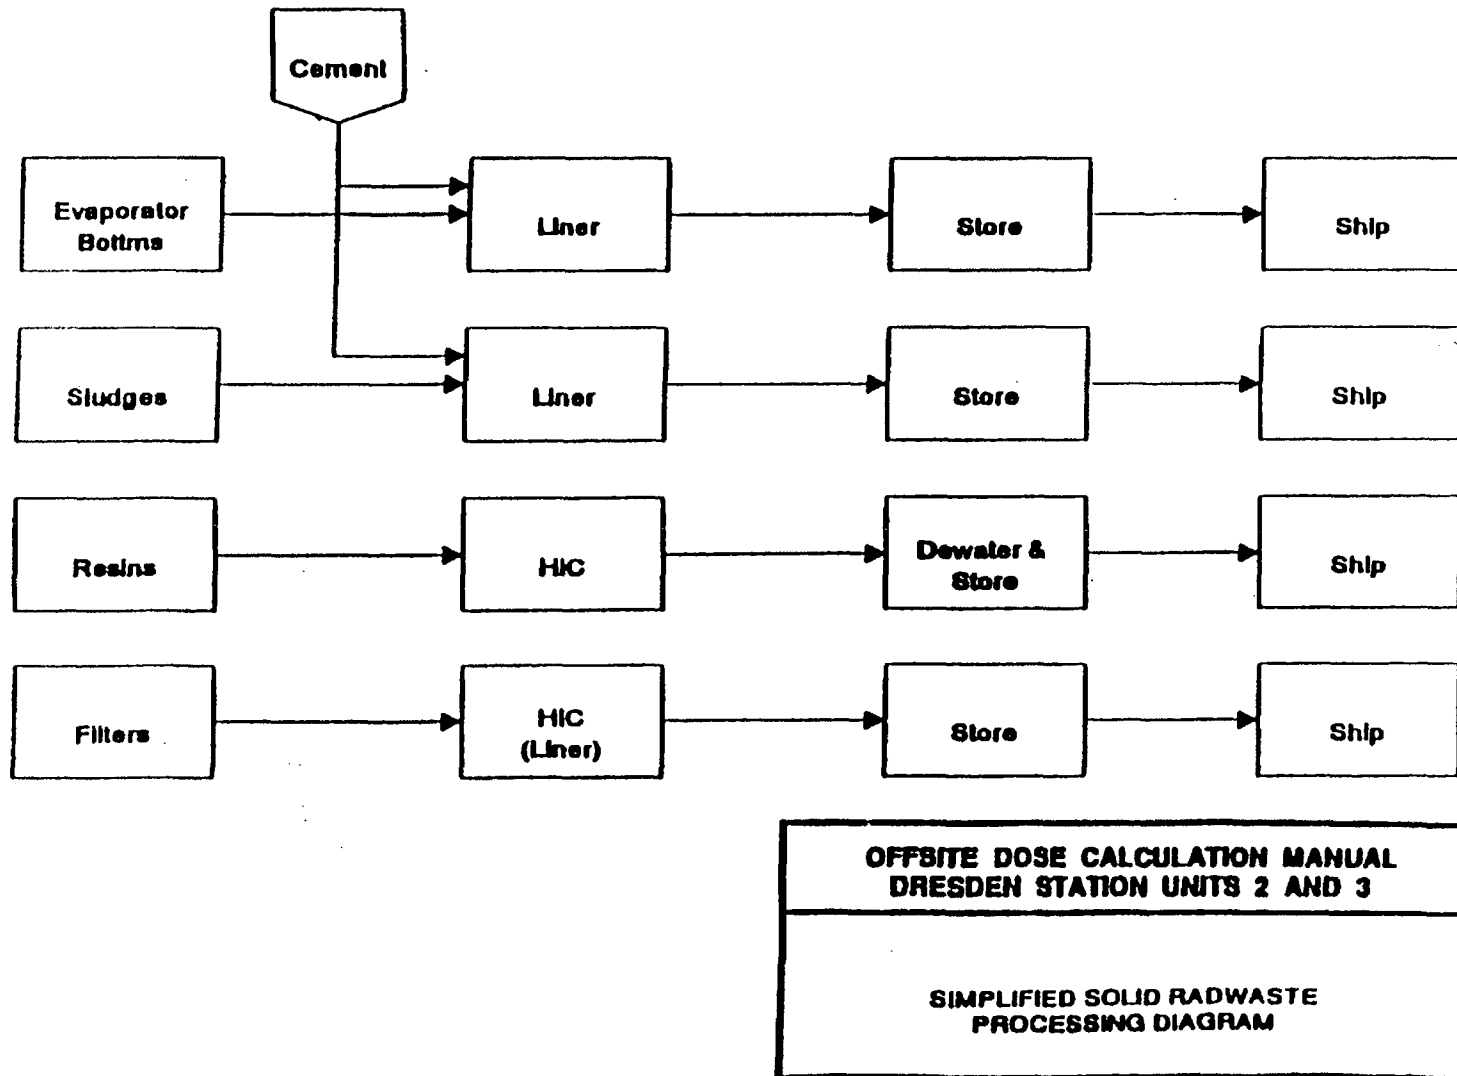 Cement
Evaporator
Bottms
Liner
Store
Ship
Sludges
Liner
Store
Ship
Resins
HIC
Dewater &
Store
Ship
Filters
HIC
(Liner)
Store
Ship
OFFSITE DOSE CALCULATION MANUAL
DRESDEN STATION UNITS 2 AND 3
SIMPLIFIED SOLID RADWASTE
PROCESSING DIAGRAM